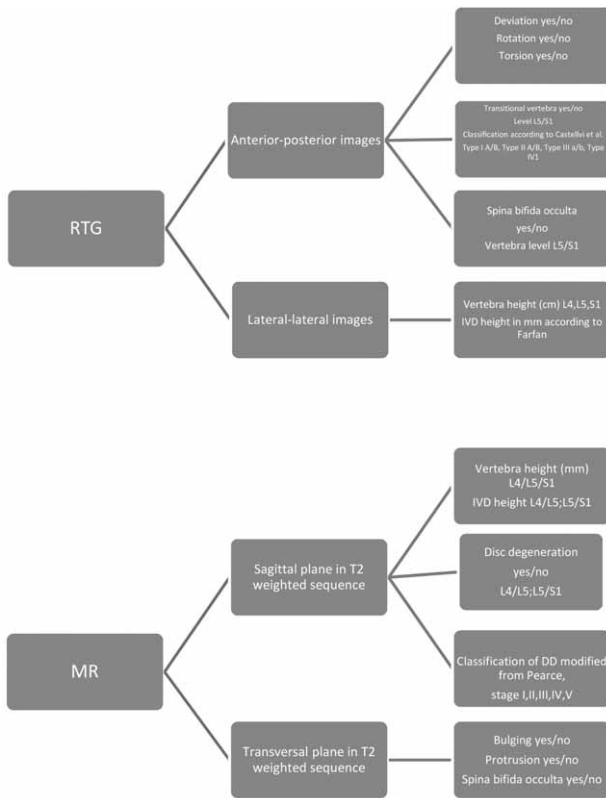 RTG
Anterior-posterior images
Deviation yes/no
Rotation yes/no
Torsion yes/no
Transitional vertebra yes/no
Level L5/S1
Classification according to Castellvi et al.
Type I A/B, Type II A/B, Type III a/b, Type
IV1
Spina bifida occulta
yes/no
Vertebra level L5/S1
Lateral-lateral images
Vertebra height (cm) L4,L5,S1
IVD height in mm according to
Farfan
MR
Sagittal plane in T2
weighted sequence
Vertebra height (mm)
L4/L5/S1
IVD height L4/L5;L5/S1
Disc degeneration
yes/no
L4/L5;L5/S1
Classification of DD modified
from Pearce,
stage I,II,III,IV,V
Transversal plane in T2
weighted sequence
Bulging yes/no
Protrusion yes/no
Spina bifida occulta yes/no